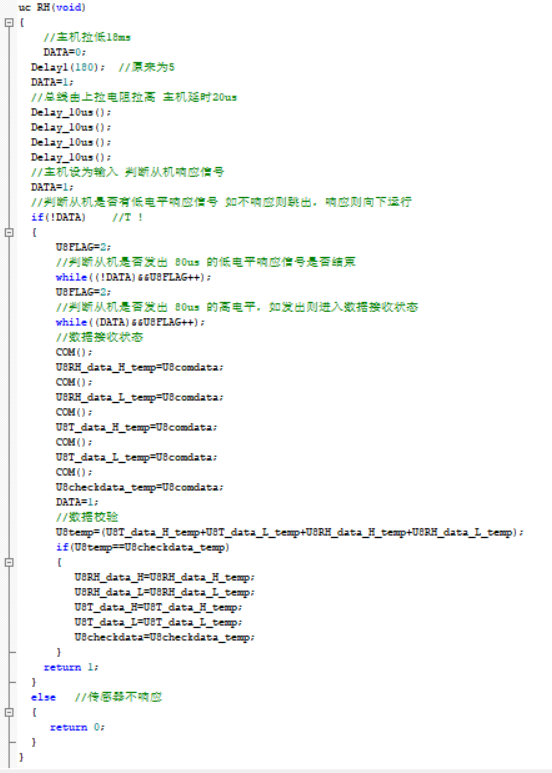 uc RH(void)
{
//主机拉低18ms
DATA=0;
Delay1(180);  //原来为5
DATA=1;
//总线由上拉电阻拉高 主机延时20us
Delay_10us();
Delay_10us();
Delay_10us();
Delay_10us();
//主机设为输入 判断从机响应信号
DATA=1;
//判断从机是否有低电平响应信号 如不响应则跳出，响应则向下运行
if(!DATA)    //T !
{
U8FLAG=2;
//判断从机是否发出 80us 的低电平响应信号是否结束
while((!DATA)&&U8FLAG++);
U8FLAG=2;
//判断从机是否发出 80us 的高电平，如发出则进入数据接收状态
while((DATA)&&U8FLAG++);
//数据接收状态
COM();
U8RH_data_H_temp=U8comdata;
COM();
U8RH_data_L_temp=U8comdata;
COM();
U8T_data_H_temp=U8comdata;
COM();
U8T_data_L_temp=U8comdata;
COM();
U8checkdata_temp=U8comdata;
DATA=1;
//数据校验
U8temp=(U8T_data_H_temp+U8T_data_L_temp+U8RH_data_H_temp+U8RH_data_L_temp);
if(U8temp==U8checkdata_temp)
{
U8RH_data_H=U8RH_data_H_temp;
U8RH_data_L=U8RH_data_L_temp;
U8T_data_H=U8T_data_H_temp;
U8T_data_L=U8T_data_L_temp;
U8checkdata=U8checkdata_temp;
}
return 1;
}
else   //传感器不响应
{
return 0;
}
}